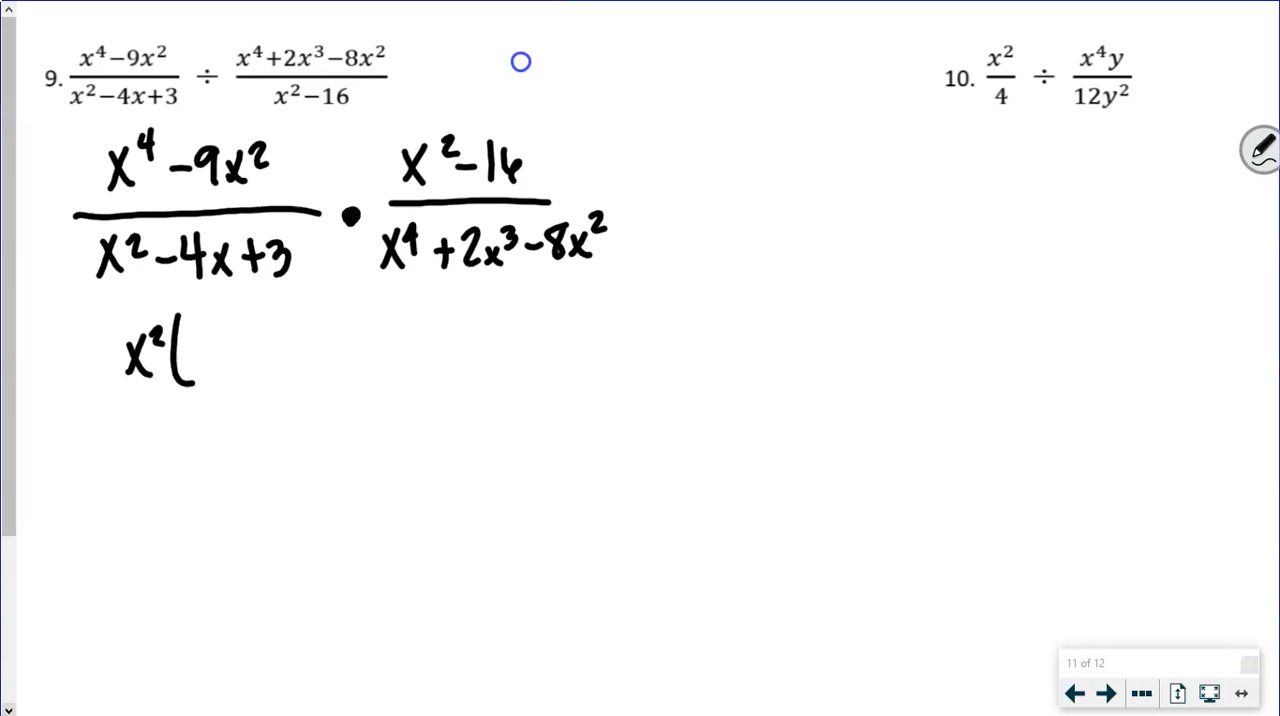 9. x⁴−9x² / x²−4x+3 ÷ x⁴+2x³−8x² / x²−16
10. x² / 4 ÷ x⁴y / 12y²
x⁴ −9x² / x² −4x+3 • x²−16 / x⁴ +2x³−8x²
x²(
11 of 12